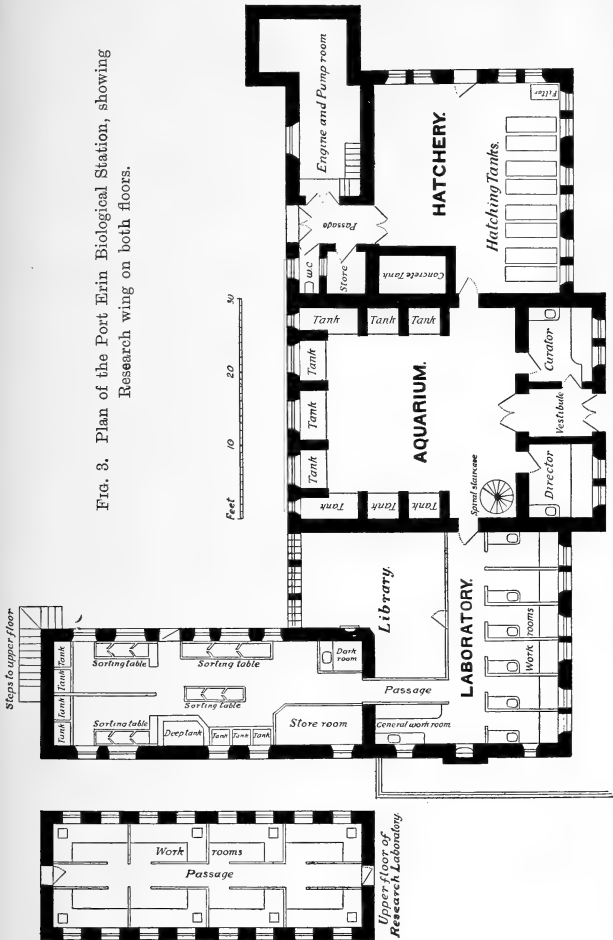 FIG. 3. Plan of the Port Erin Biological Station, showing
Research wing on both floors.
Feet 10 20 30
Engine and Pump room
Passage
w.c
Store
Concrete Tank
HATCHERY.
Filter
Hatching Tanks.
Tank
Tank
Tank
Tank
Tank
Tank
Tank
Tank
Tank
AQUARIUM.
Spiral staircase
Curator
Vestibule
Director
Library.
LABORATORY.
Work rooms
Passage
General work room
Steps to upper floor
Tank
Tank
Tank
Tank
Sorting table
Sorting table
Sorting table
Sorting table
Dark
room
Deep tank
Tank
Tank
Tank
Store room
Work rooms
Passage
Upper floor of
Research Laboratory.